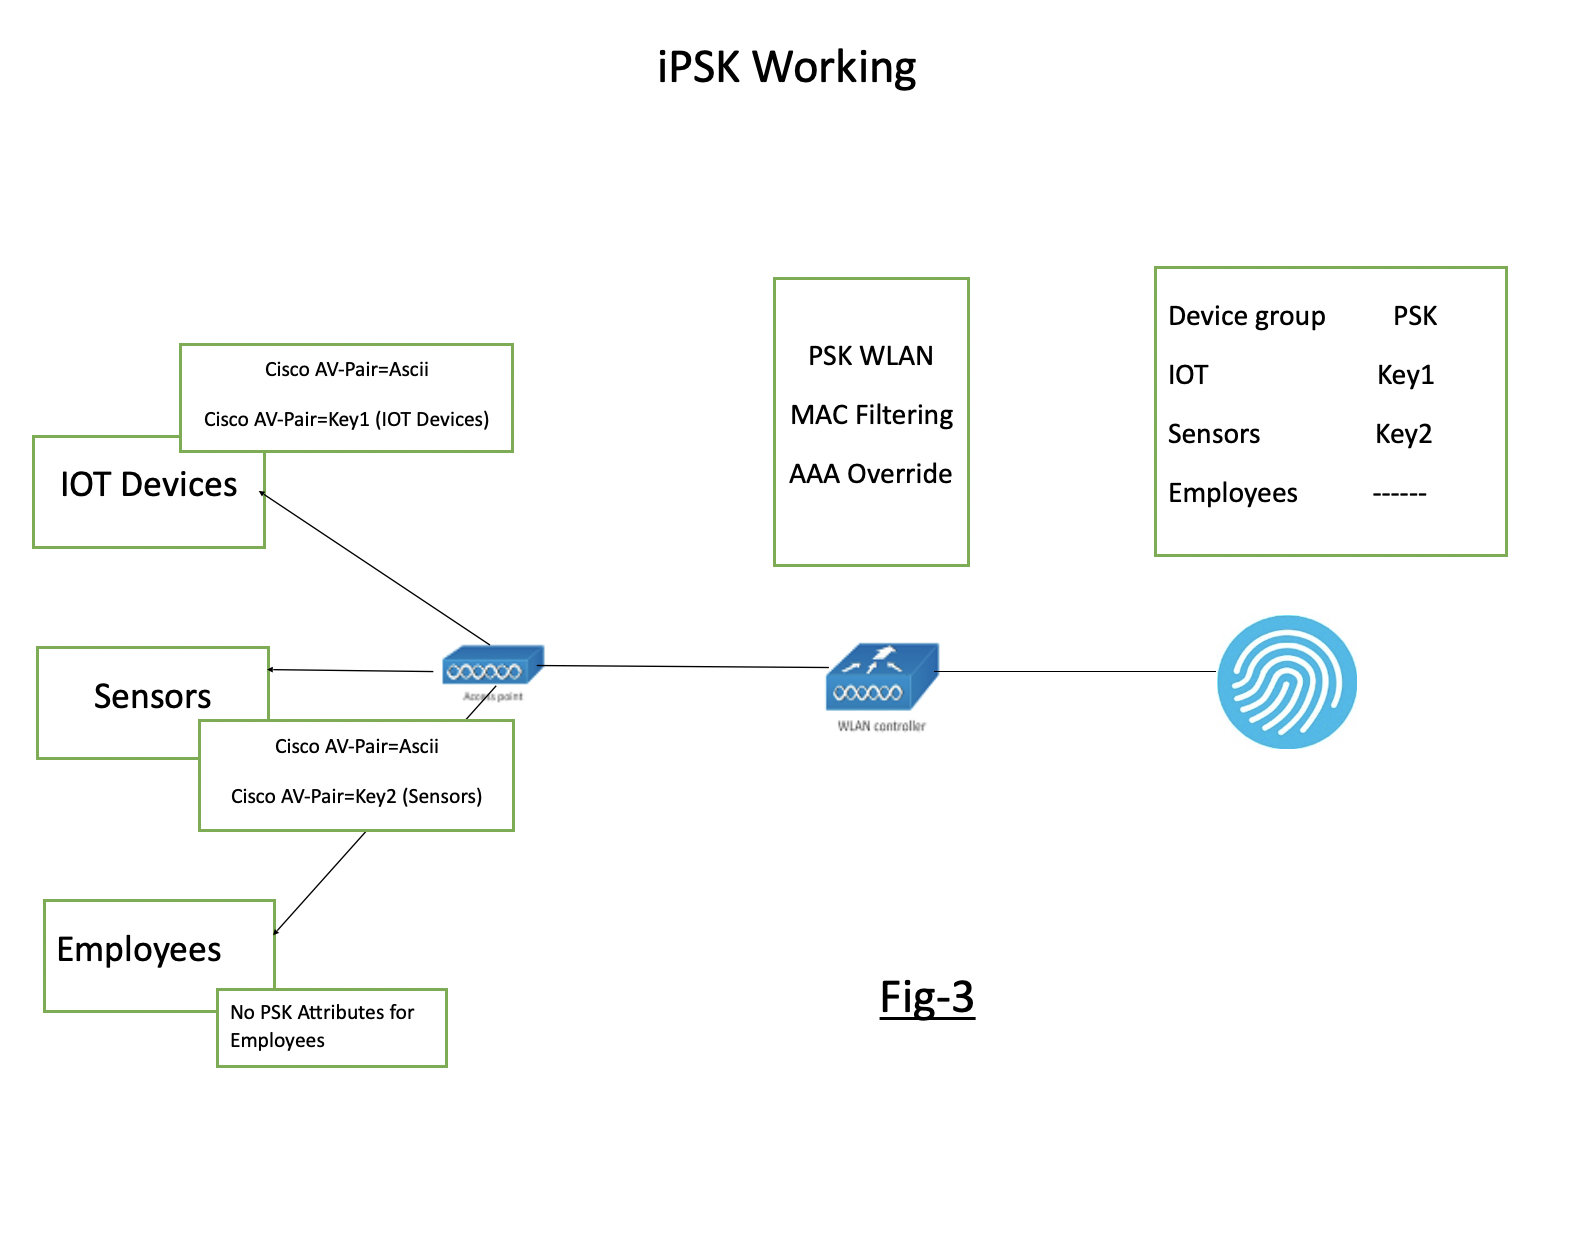 iPSK Working
Device group PSK
IOT Key1
Sensors Key2
Employees ------
PSK WLAN
MAC Filtering
AAA Override
Cisco AV-Pair=Ascii
Cisco AV-Pair=Key1 (IOT Devices)
IOT Devices
Sensors
Access point
WLAN controller
Cisco AV-Pair=Ascii
Cisco AV-Pair=Key2 (Sensors)
Employees
No PSK Attributes for
Employees
Fig-3